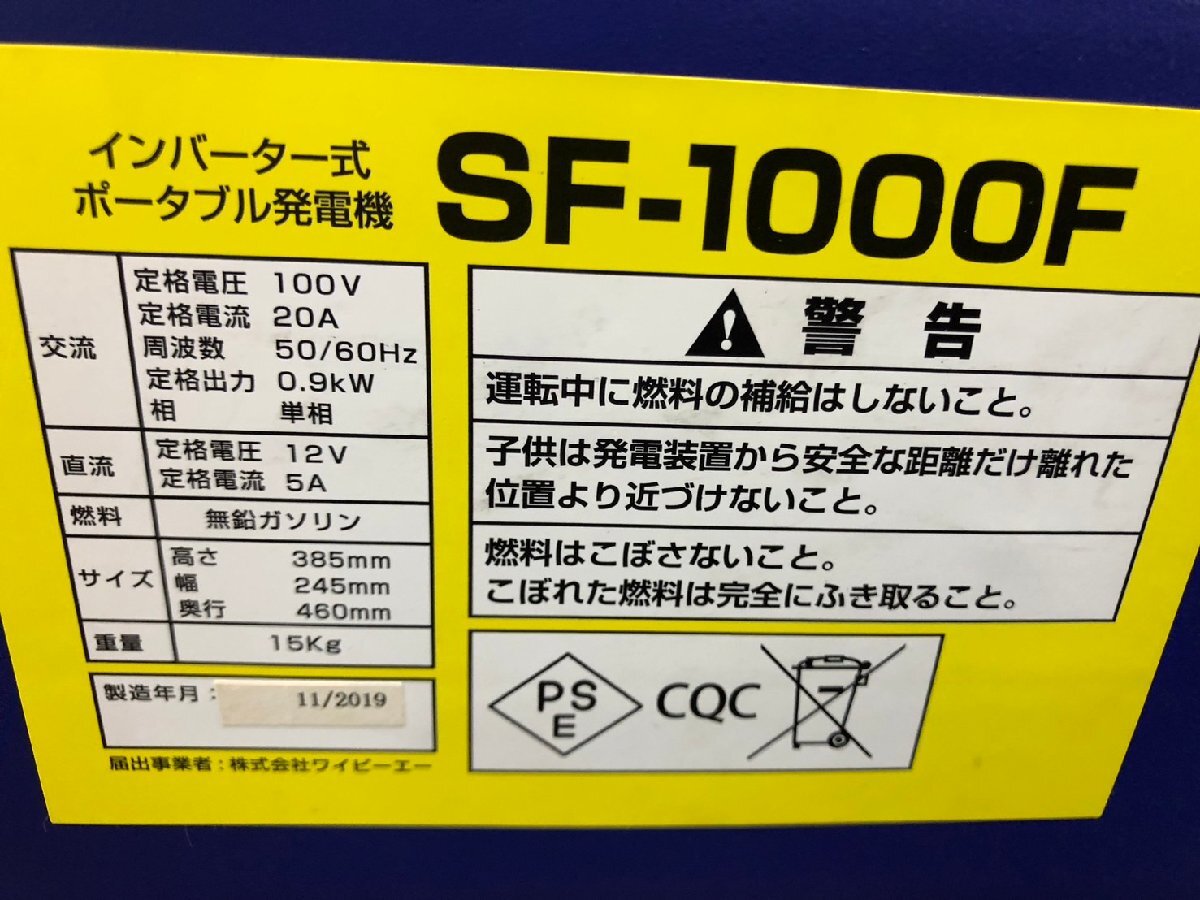 インバーター式
ポータブル発電機
SF-1000F
交流
定格電圧 100V
定格電流 20A
周波数 50/60Hz
定格出力 0.9kW
相 単相
直流
定格電圧 12V
定格電流 5A
燃料 無鉛ガソリン
サイズ
高さ 385mm
幅 245mm
奥行 460mm
重量 15Kg
製造年月: 11/2019
届出事業者:株式会社ワイピーエー
警告
運転中に燃料の補給はしないこと。
子供は発電装置から安全な距離だけ離れた
位置より近づけないこと。
燃料はこぼさないこと。
こぼれた燃料は完全にふき取ること。
PS
E
CQC